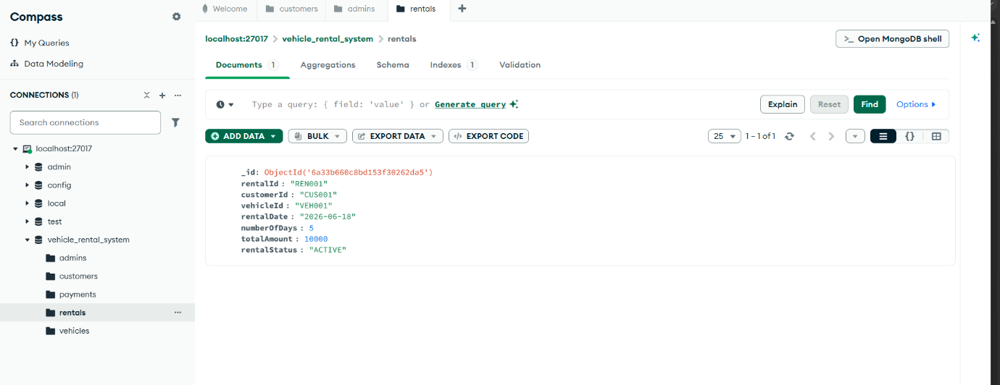 Compass
My Queries
Data Modeling
CONNECTIONS (1)
Search connections
localhost:27017
admin
config
local
test
vehicle_rental_system
admins
customers
payments
rentals
vehicles
Welcome customers admins rentals
localhost:27017 > vehicle_rental_system > rentals
>_ Open MongoDB shell
Documents 1 Aggregations Schema Indexes 1 Validation
Type a query: { field: 'value' } or Generate query
Explain Reset Find Options
ADD DATA BULK EXPORT DATA EXPORT CODE
25 1 – 1 of 1
_id: ObjectId('6a33b660c8bd153f30262da5')
rentalId : "REN001"
customerId : "CUS001"
vehicleId : "VEH001"
rentalDate : "2026-06-18"
numberOfDays : 5
totalAmount : 10000
rentalStatus : "ACTIVE"